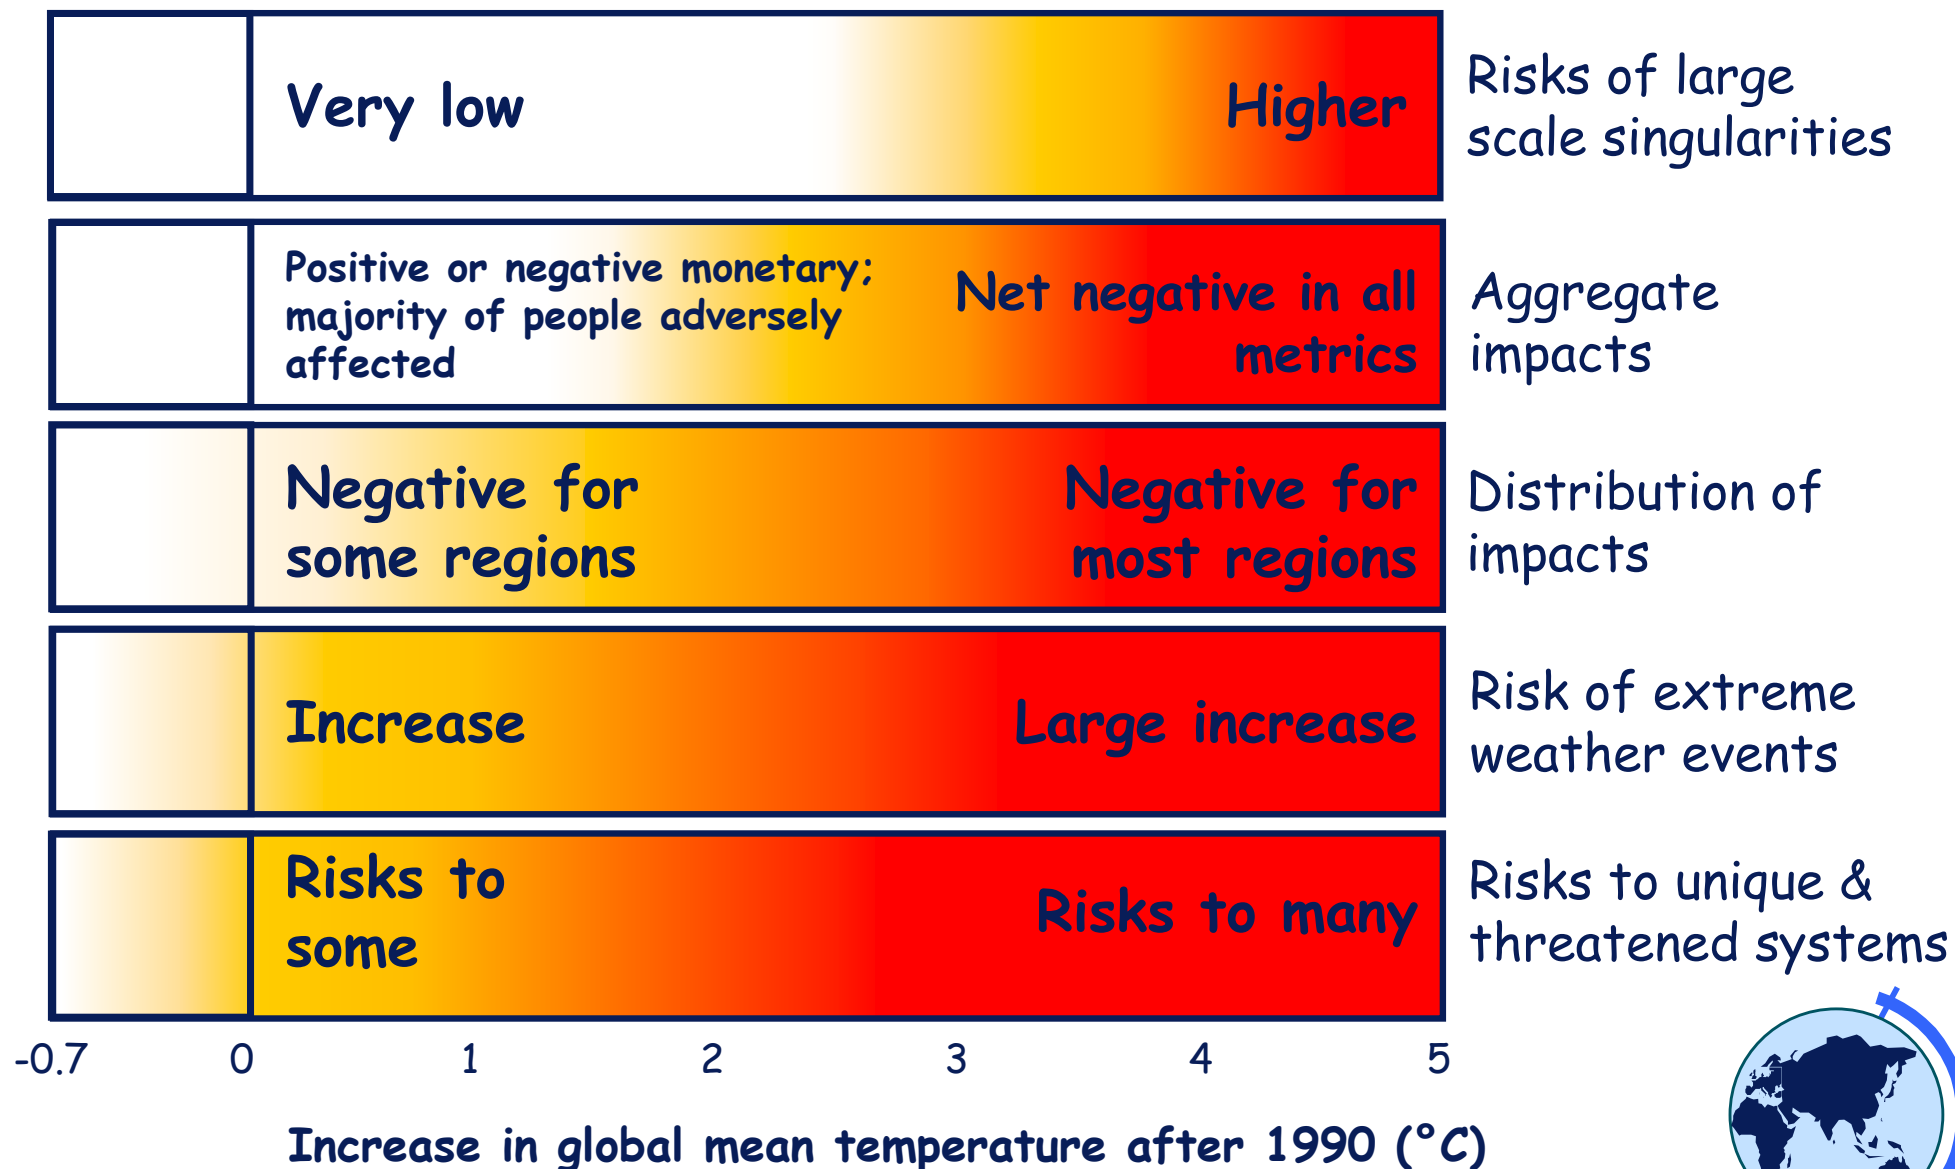 Very low
Higher
Risks of large
scale singularities
Positive or negative monetary;
majority of people adversely
affected
Net negative in all
metrics
Aggregate
impacts
Negative for
some regions
Negative for
most regions
Distribution of
impacts
Increase
Large increase
Risk of extreme
weather events
Risks to
some
Risks to many
Risks to unique &
threatened systems
-0.7 0 1 2 3 4 5
Increase in global mean temperature after 1990 (°C)